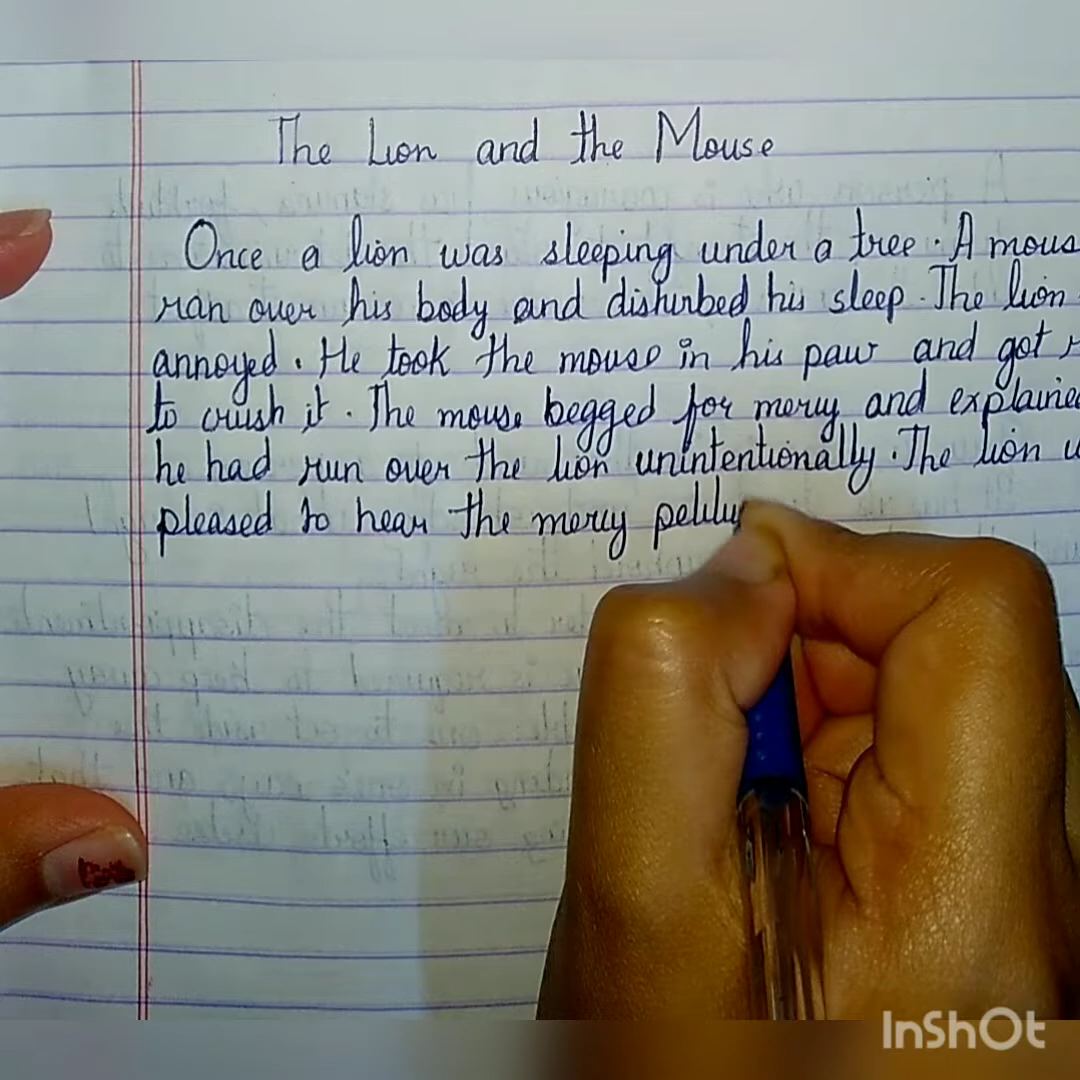 The Lion and the Mouse
Once a lion was sleeping under a tree. A mous
ran over his body and disturbed his sleep. The lion
annoyed. He took the mouse in his paw and got
to crush it. The mouse begged for mercy and explained
he had run over the lion unintentionally. The lion
pleased to hear the mercy
InShOt